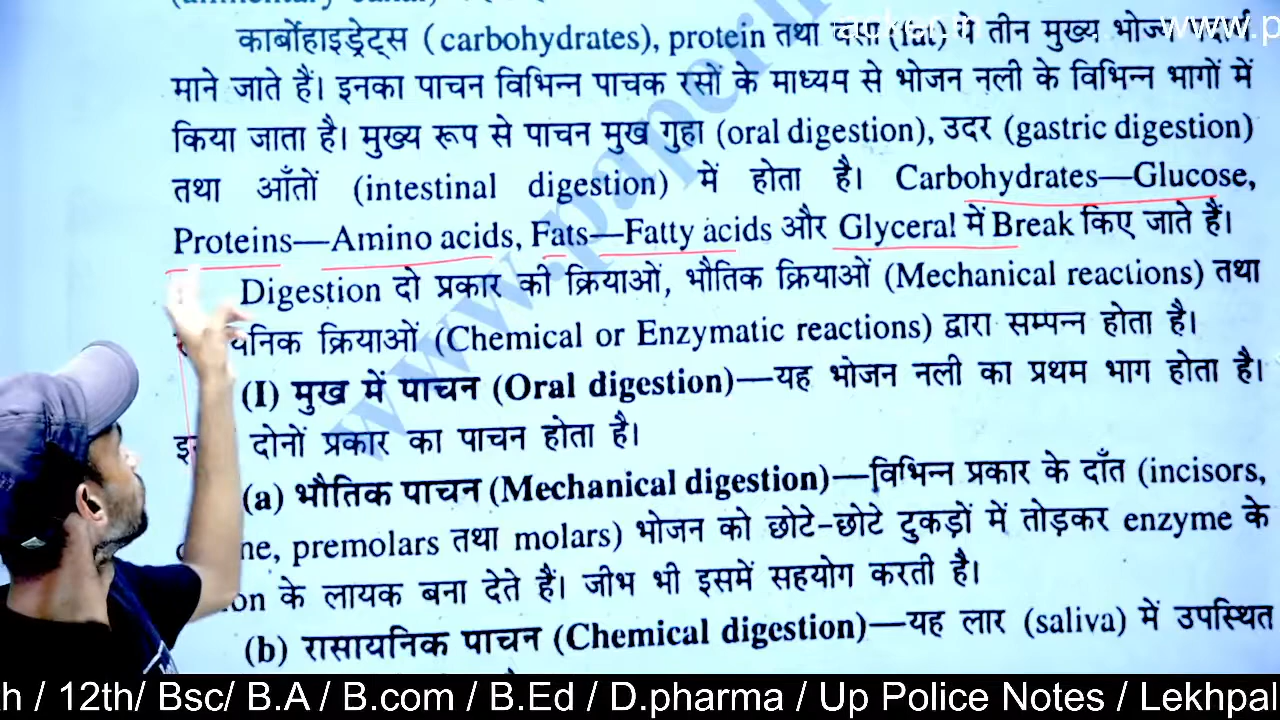 कार्बोहाइड्रेट्स (carbohydrates), protein तथा वसा (fat) ये तीन मुख्य भोज्य पदार्थ
माने जाते हैं। इनका पाचन विभिन्न पाचक रसों के माध्यम से भोजन नली के विभिन्न भागों में
किया जाता है। मुख्य रूप से पाचन मुख गुहा (oral digestion), उदर (gastric digestion)
तथा आँतों (intestinal digestion) में होता है। Carbohydrates—Glucose,
Proteins—Amino acids, Fats—Fatty acids और Glyceral में Break किए जाते हैं।
Digestion दो प्रकार की क्रियाओं, भौतिक क्रियाओं (Mechanical reactions) तथा
क्रियाओं (Chemical or Enzymatic reactions) द्वारा सम्पन्न होता है।
(I) मुख में पाचन (Oral digestion)—यह भोजन नली का प्रथम भाग होता है।
दोनों प्रकार का पाचन होता है।
(a) भौतिक पाचन (Mechanical digestion)—विभिन्न प्रकार के दाँत (incisors,
premolars तथा molars) भोजन को छोटे-छोटे टुकड़ों में तोड़कर enzyme के
के लायक बना देते हैं। जीभ भी इसमें सहयोग करती है।
(b) रासायनिक पाचन (Chemical digestion)—यह लार (saliva) में उपस्थित
/ 12th/ Bsc/ B.A / B.com / B.Ed / D.pharma / Up Police Notes / Lekhpal